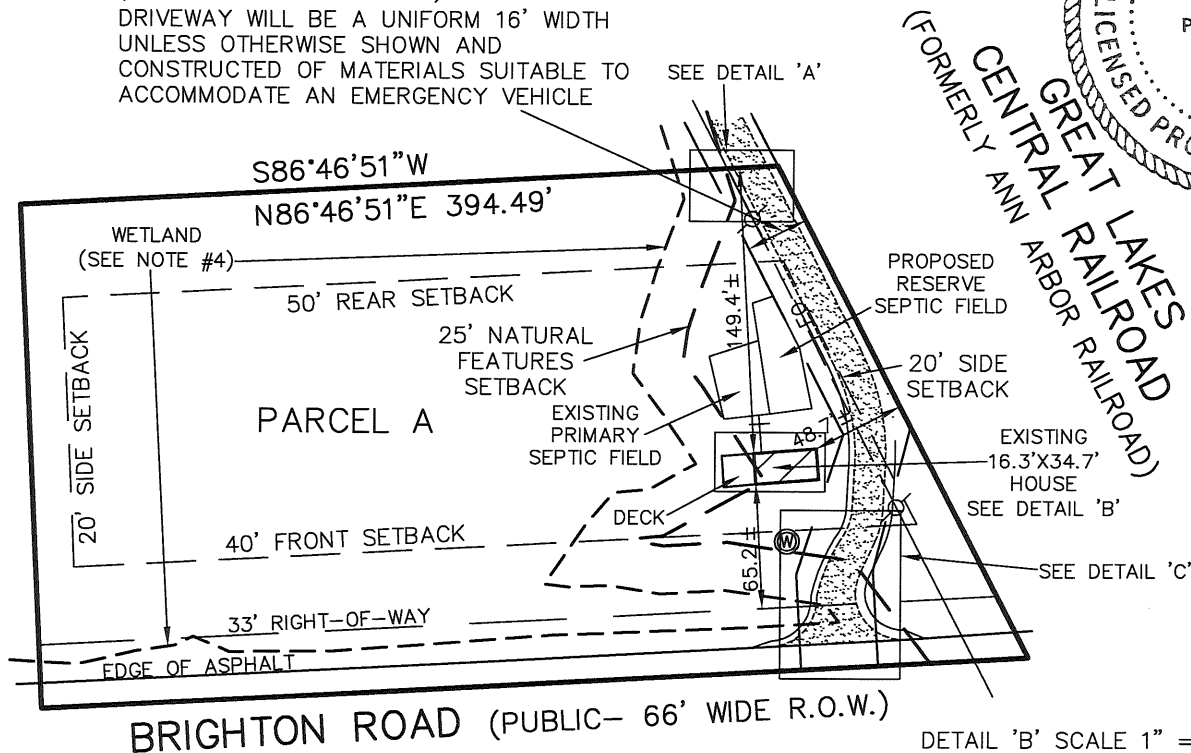 DRIVEWAY WILL BE A UNIFORM 16' WIDTH
UNLESS OTHERWISE SHOWN AND
CONSTRUCTED OF MATERIALS SUITABLE TO
ACCOMMODATE AN EMERGENCY VEHICLE
SEE DETAIL 'A'
LICENSED PRO
GREAT LAKES
CENTRAL RAILROAD
(FORMERLY ANN ARBOR RAILROAD)
S86°46'51"W
N86°46'51"E 394.49'
WETLAND
(SEE NOTE #4)
50' REAR SETBACK
20' SIDE SETBACK
25' NATURAL
FEATURES
SETBACK
149.4'±
PROPOSED
RESERVE
SEPTIC FIELD
20' SIDE
SETBACK
PARCEL A
EXISTING
PRIMARY
SEPTIC FIELD
48.7'±
EXISTING
16.3'X34.7'
HOUSE
SEE DETAIL 'B'
DECK
40' FRONT SETBACK
W
65.2'±
SEE DETAIL 'C'
33' RIGHT-OF-WAY
EDGE OF ASPHALT
BRIGHTON ROAD (PUBLIC- 66' WIDE R.O.W.)
DETAIL 'B' SCALE 1" =